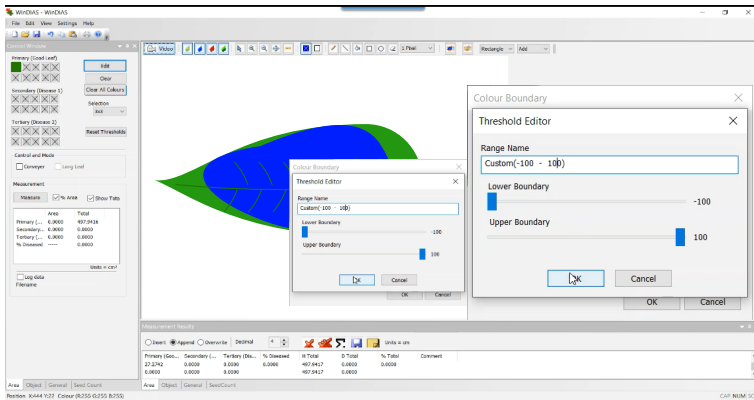 WinDIAS - WinDIAS
File Edit View Settings Help
Video
1 Pixel
Rectangle
Add
Control Window
Primary (Good Leaf)
Edit
Clear
Secondary (Disease 1)
Clear All Colours
Selection
3x3
Tertiary (Disease 2)
Reset Thresholds
Control and Mode
Conveyor Long Leaf
Measurement
Measure % Area Show Tots
Area Total
Primary (... 0.0000 497.9416
Secondary... 0.0000 0.0000
Tertiary (... 0.0000 0.0000
% Diseased ----- 0.0000
Units = cm²
Log data
Filename
Area Object General Seed Count
Colour Boundary
Threshold Editor
Range Name
Custom(-100 - 100)
Lower Boundary
-100
Upper Boundary
100
OK Cancel
OK Cancel
Colour Boundary
Threshold Editor
Range Name
Custom(-100 - 100)
Lower Boundary
-100
Upper Boundary
100
OK Cancel
OK Cancel
Measurement Results
Insert Append Overwrite Decimal 4 Units = cm
Primary (Goo... Secondary (... Tertiary (Dis... % Diseased H Total D Total % Total Comment
27.2742 0.0000 0.0000 0.0000 497.9417 0.0000 0.0000
0.0000 0.0000 0.0000 497.9417 0.0000
Area Object General SeedCount
Position X:444 Y:22 Colour (R:255 G:255 B:255)
CAP NUM